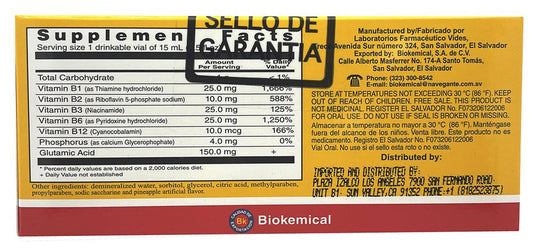 SELLO DE
GARANTIA
Supplement Facts
Serving size 1 drinkable vial of 15 mL
Amount
Per Serving
% Daily
Value*
Total Carbohydrate < 1%
Vitamin B1 (as Thiamine hydrochloride) 25.0 mg 1,666%
Vitamin B2 (as Riboflavin 5-phosphate sodium) 10.0 mg 588%
Vitamin B3 (Niacinamide) 25.0 mg 125%
Vitamin B6 (as Pyridoxine hydrochloride) 25.0 mg 1,250%
Vitamin B12 (Cyanocobalamin) 10.0 mcg 166%
Phosphorus (as calcium Glycerophophate) 4.0 mg 0%
Glutamic Acid 150.0 mg +
* Percent daily values are based on a 2,000 calories diet.
+ Daily Value not established
Other ingredients: demineralized water, sorbitol, glycerol, citric acid, methylparaben,
propylparaben, sodic saccharine and pineapple artificial flavor.
Manufactured by/Fabricado por
Laboratorios Farmacéutico Vides,
Avenida Sur número 324, San Salvador, El Salvador
Exported by: Biokemical, S.A. de C.V.,
Calle Alberto Masferrer No. 174-A Santo Tomás,
San Salvador, El Salvador
Phone: (323) 300-8542
E-mail: biokemical@navegante.com.sv
STORE AT TEMPERATURES NOT EXCEEDING 30°C (86 °F). KEEP
OUT OF REACH OF CHILDREN. FREE SALE. THIS PRODUCT IS
NOT MEDICATED. REGISTER EL SALVADOR No. F073206122006
FOR ORAL USE. DO NOT USE IF SEAL IS BROKEN OR MISSING.
Almacenar a temperatura no mayor a 30 °C (86 °F). Manténgase
fuera del alcance de los niños. Venta libre. Este producto no es
medicado. Registro El Salvador No. F073206122006
Vial Oral. No use si el sello esta roto o no existe.
Distributed by:
IMPORTED AND DISTRIBUTED BY:
PLAZA IZALCO LOS ANGELES 7900 SAN FERNANDO ROAD
UNIT B1- SUN VALLEY,CA 91352 PHONE: +1(8182523875)
CALIDAD DE
Bk
EXPORTACION
Biokemical